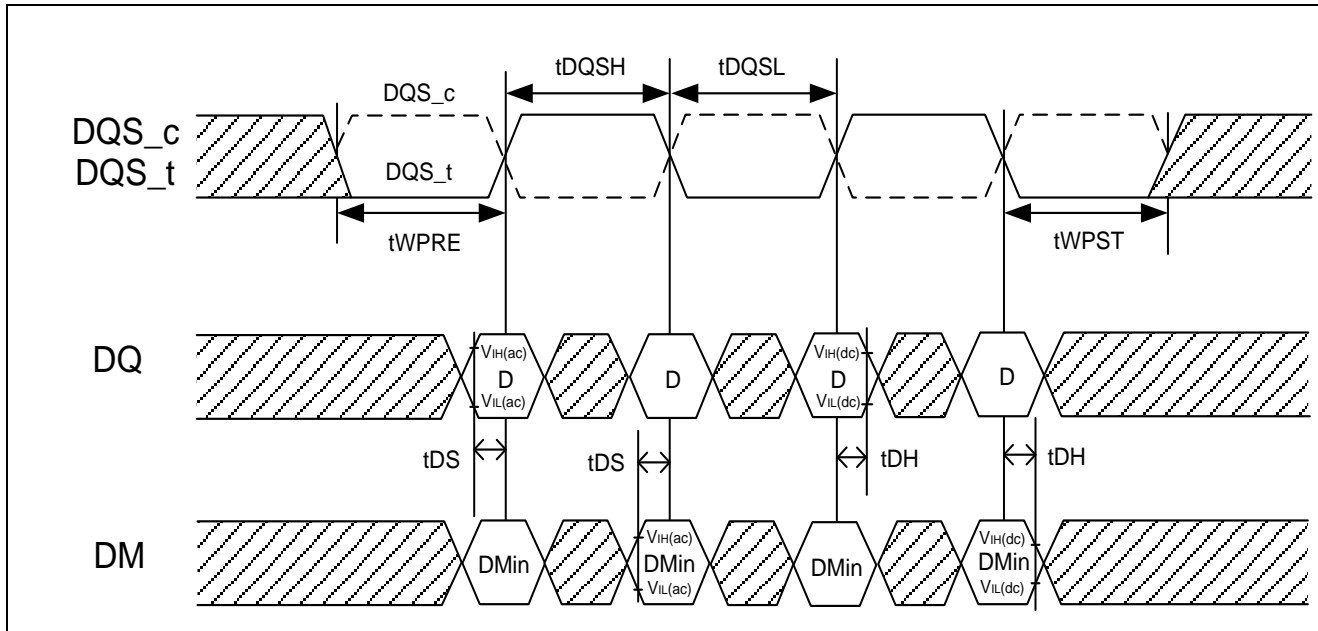 tDQSH
tDQSL
DQS_c
DQS_c
DQS_t
DQS_t
tWPRE
tWPST
DQ
VIH(ac)
D
VIL(ac)
D
VIH(dc)
D
VIL(dc)
D
tDS
tDS
tDH
tDH
DM
DMin
VIH(ac)
DMin
VIL(ac)
DMin
VIH(dc)
DMin
VIL(dc)